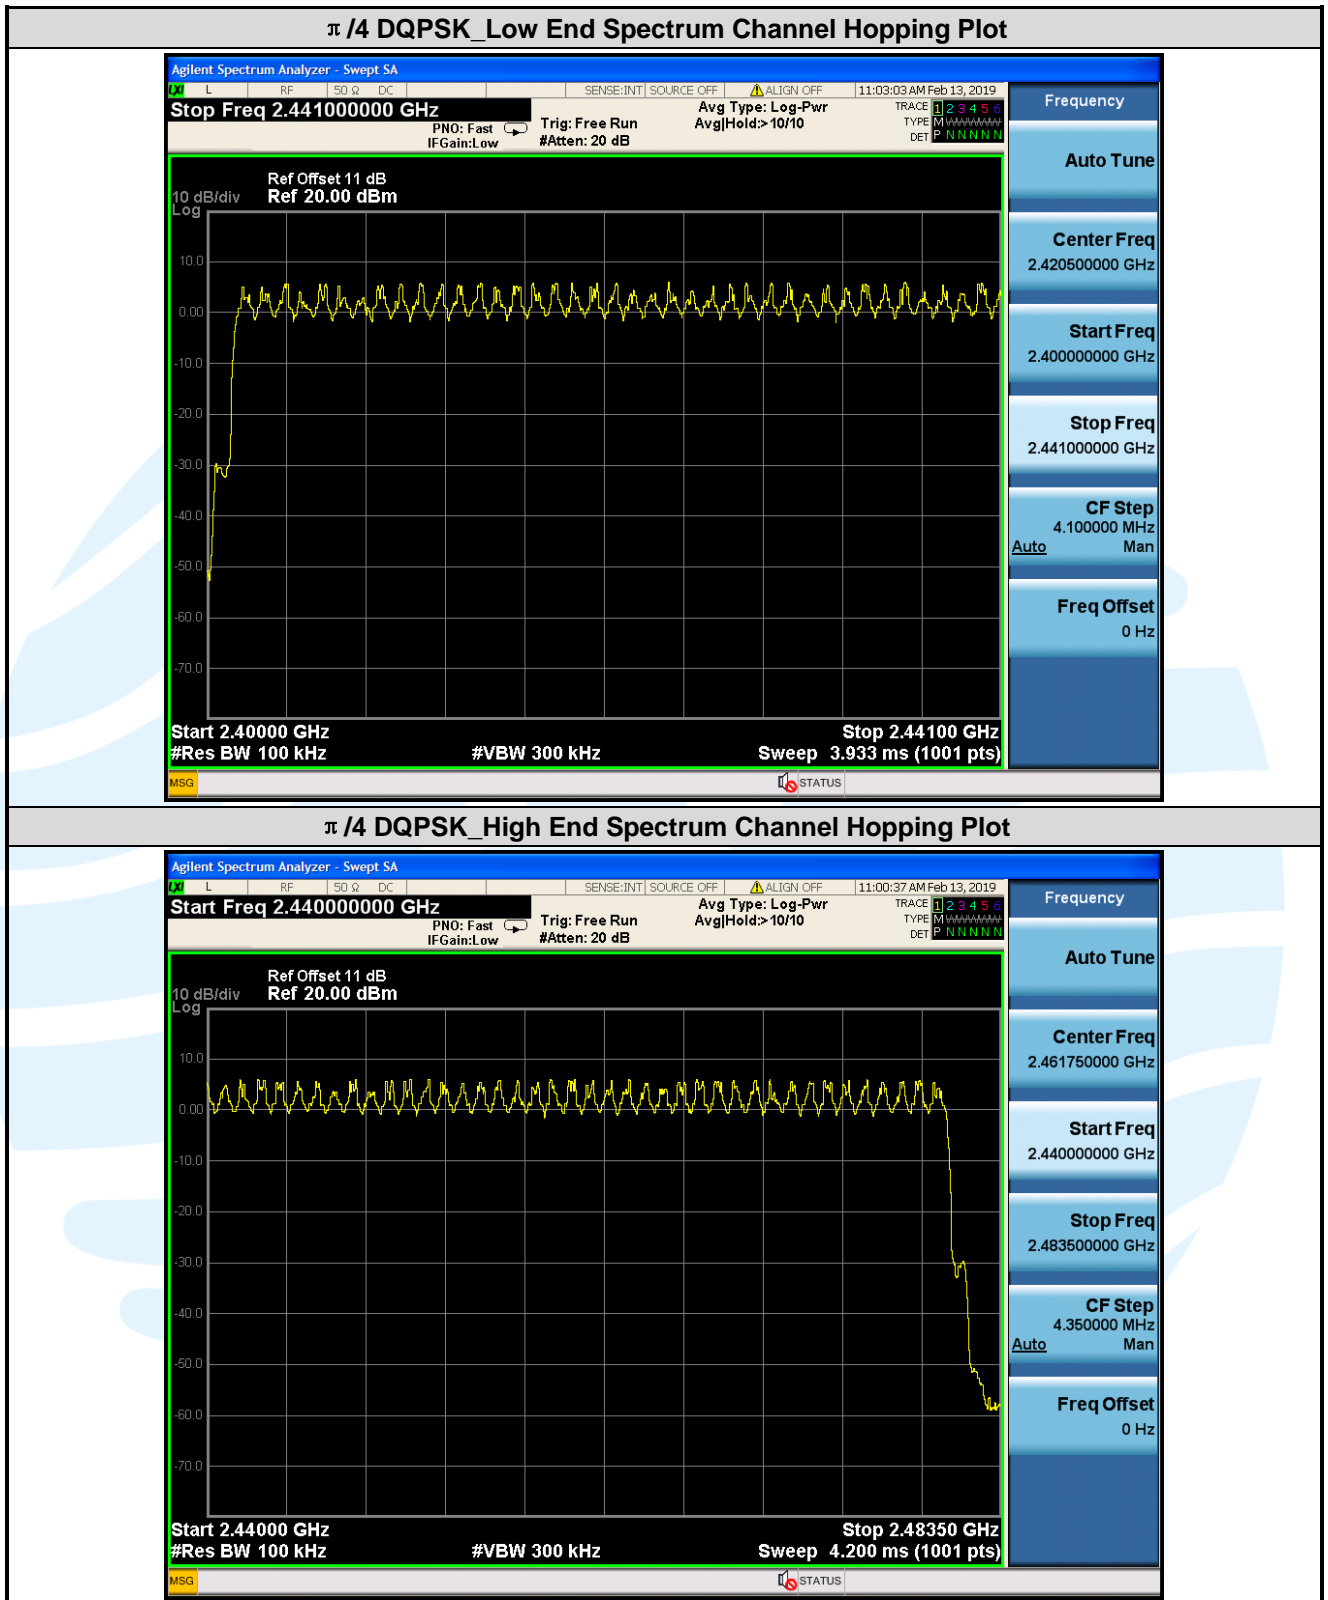 π/4 DQPSK_Low End Spectrum Channel Hopping Plot
Agilent Spectrum Analyzer - Swept SA
LXI L RF 50 Ω DC SENSE:INT SOURCE OFF ALIGN OFF 11:03:03 AM Feb 13, 2019
Stop Freq 2.441000000 GHz
PNO: Fast
IFGain:Low
Trig: Free Run
#Atten: 20 dB
Avg Type: Log-Pwr
Avg|Hold:>10/10
TRACE 1 2 3 4 5 6
TYPE M WWWWW
DET P N N N N N
Ref Offset 11 dB
10 dB/div Ref 20.00 dBm
Log
10.0
0.00
-10.0
-20.0
-30.0
-40.0
-50.0
-60.0
-70.0
Start 2.40000 GHz Stop 2.44100 GHz
#Res BW 100 kHz #VBW 300 kHz Sweep 3.933 ms (1001 pts)
MSG STATUS
Frequency
Auto Tune
Center Freq
2.420500000 GHz
Start Freq
2.400000000 GHz
Stop Freq
2.441000000 GHz
CF Step
4.100000 MHz
Auto Man
Freq Offset
0 Hz
π/4 DQPSK_High End Spectrum Channel Hopping Plot
Agilent Spectrum Analyzer - Swept SA
LXI L RF 50 Ω DC SENSE:INT SOURCE OFF ALIGN OFF 11:00:37 AM Feb 13, 2019
Start Freq 2.440000000 GHz
PNO: Fast
IFGain:Low
Trig: Free Run
#Atten: 20 dB
Avg Type: Log-Pwr
Avg|Hold:>10/10
TRACE 1 2 3 4 5 6
TYPE M WWWWW
DET P N N N N N
Ref Offset 11 dB
10 dB/div Ref 20.00 dBm
Log
10.0
0.00
-10.0
-20.0
-30.0
-40.0
-50.0
-60.0
-70.0
Start 2.44000 GHz Stop 2.48350 GHz
#Res BW 100 kHz #VBW 300 kHz Sweep 4.200 ms (1001 pts)
MSG STATUS
Frequency
Auto Tune
Center Freq
2.461750000 GHz
Start Freq
2.440000000 GHz
Stop Freq
2.483500000 GHz
CF Step
4.350000 MHz
Auto Man
Freq Offset
0 Hz